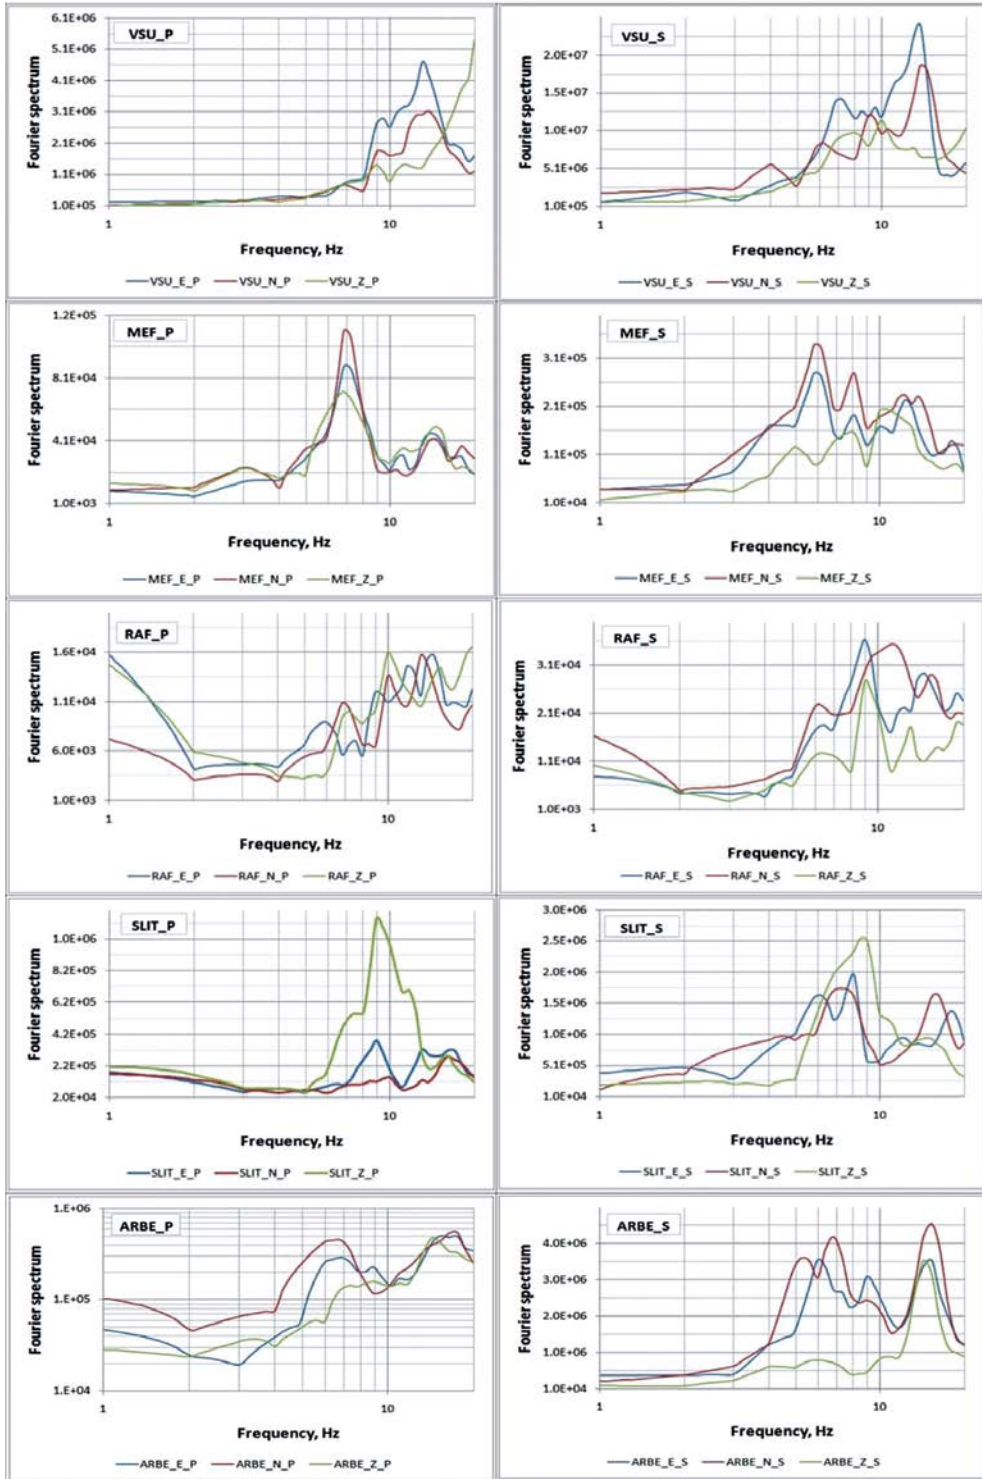 VSU_P
Fourier spectrum
6.1E+06
5.1E+06
4.1E+06
3.1E+06
2.1E+06
1.1E+06
1.0E+05
1 10
Frequency, Hz
VSU_E_P VSU_N_P VSU_Z_P
VSU_S
Fourier spectrum
2.0E+07
1.5E+07
1.0E+07
5.1E+06
1.0E+05
1 10
Frequency, Hz
VSU_E_S VSU_N_S VSU_Z_S
MEF_P
Fourier spectrum
1.2E+05
8.1E+04
4.1E+04
1.0E+03
1 10
Frequency, Hz
MEF_E_P MEF_N_P MEF_Z_P
MEF_S
Fourier spectrum
3.1E+05
2.1E+05
1.1E+05
1.0E+04
1 10
Frequency, Hz
MEF_E_S MEF_N_S MEF_Z_S
RAF_P
Fourier spectrum
1.6E+04
1.1E+04
6.0E+03
1.0E+03
1 10
Frequency, Hz
RAF_E_P RAF_N_P RAF_Z_P
RAF_S
Fourier spectrum
3.1E+04
2.1E+04
1.1E+04
1.0E+03
1 10
Frequency, Hz
RAF_E_S RAF_N_S RAF_Z_S
SLIT_P
Fourier spectrum
1.0E+06
8.2E+05
6.2E+05
4.2E+05
2.2E+05
2.0E+04
1 10
Frequency, Hz
SLIT_E_P SLIT_N_P SLIT_Z_P
SLIT_S
Fourier spectrum
3.0E+06
2.5E+06
2.0E+06
1.5E+06
1.0E+06
5.1E+05
1.0E+04
1 10
Frequency, Hz
SLIT_E_S SLIT_N_S SLIT_Z_S
ARBE_P
Fourier spectrum
1.E+06
1.E+05
1.E+04
1 10
Frequency, Hz
ARBE_E_P ARBE_N_P ARBE_Z_P
ARBE_S
Fourier spectrum
4.0E+06
3.0E+06
2.0E+06
1.0E+06
1.0E+04
1 10
Frequency, Hz
ARBE_E_S ARBE_N_S ARBE_Z_S